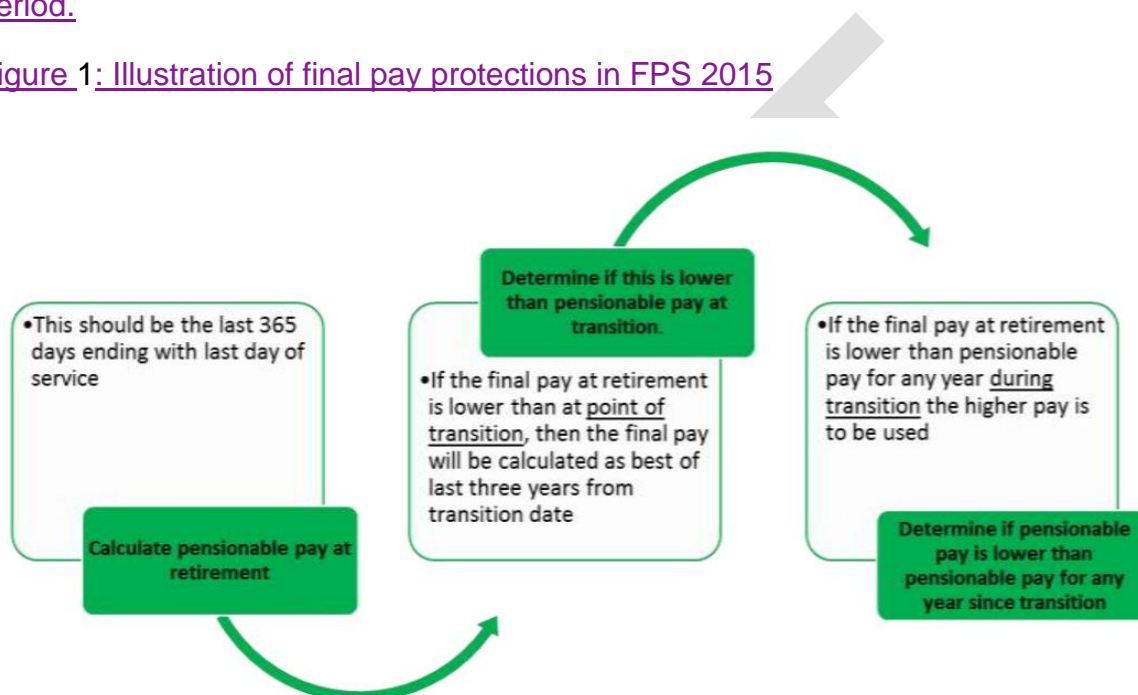 eriod.
igure 1: Illustration of final pay protections in FPS 2015
•This should be the last 365
days ending with last day of
service
Calculate pensionable pay at
retirement
Determine if this is lower
than pensionable pay at
transition.
•If the final pay at retirement
is lower than at point of
transition, then the final pay
will be calculated as best of
last three years from
transition date
•If the final pay at retirement
is lower than pensionable
pay for any year during
transition the higher pay is
to be used
Determine if pensionable
pay is lower than
pensionable pay for any
year since transition